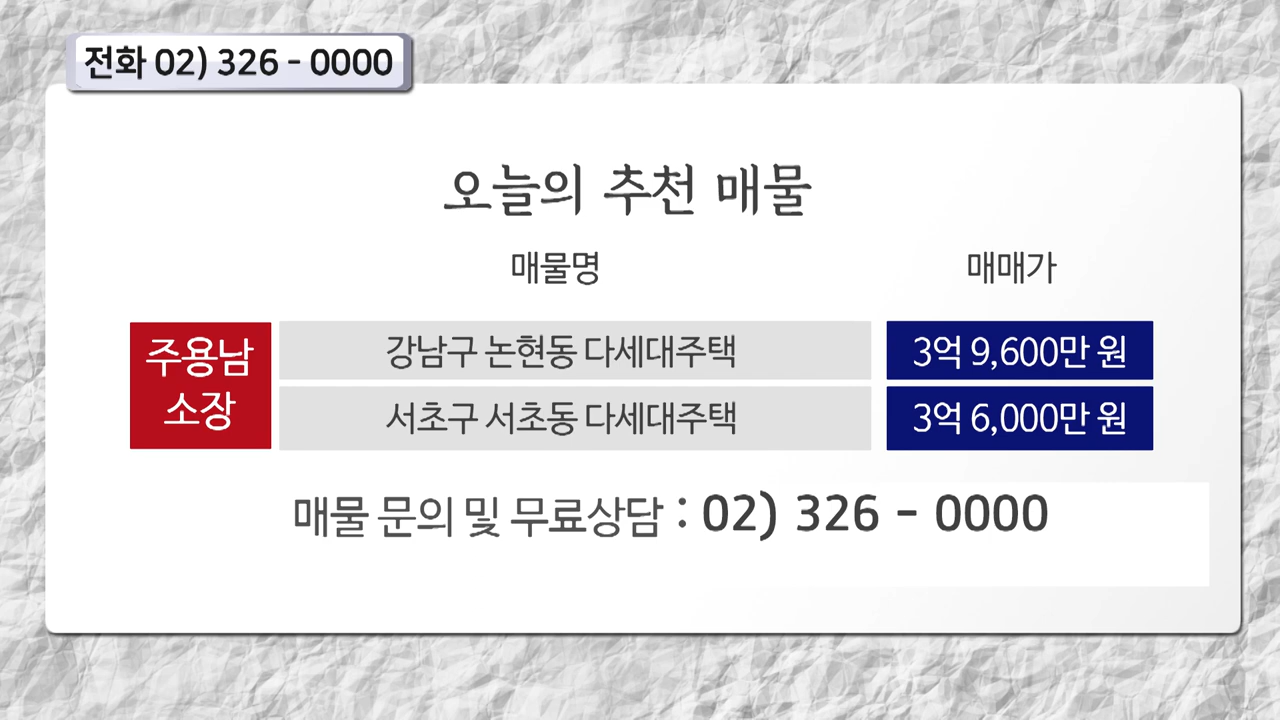 전화 02) 326 - 0000
오늘의 추천 매물
매물명 매매가
주용남
소장
강남구 논현동 다세대주택 3억 9,600만 원
서초구 서초동 다세대주택 3억 6,000만 원
매물 문의 및 무료상담 : 02) 326 - 0000